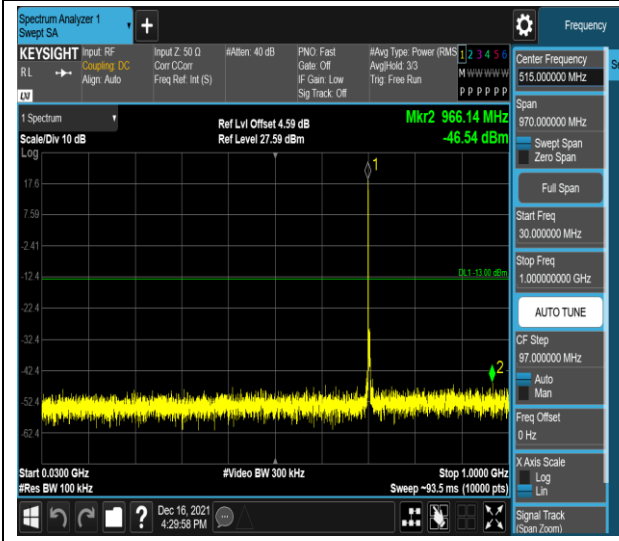 Spectrum Analyzer 1
Swept SA
Frequency
KEYSIGHT
RL
LXI
Input: RF
Coupling: DC
Align: Auto
Input Z: 50 Ω
Corr CCorr
Freq Ref: Int (S)
#Atten: 40 dB
PNO: Fast
Gate: Off
IF Gain: Low
Sig Track: Off
#Avg Type: Power (RMS
Avg|Hold: 3/3
Trig: Free Run
1 2 3 4 5 6
M W W W W W
P P P P P P
1 Spectrum
Scale/Div 10 dB
Log
Ref Lvl Offset 4.59 dB
Ref Level 27.59 dBm
Mkr2 966.14 MHz
-46.54 dBm
1
17.6
7.59
-2.41
-12.4
DL1 -13.00 dBm
-22.4
-32.4
-42.4
2
-52.4
-62.4
Start 0.0300 GHz
#Res BW 100 kHz
#Video BW 300 kHz
Stop 1.0000 GHz
Sweep ~93.5 ms (10000 pts)
Dec 16, 2021
4:29:58 PM
Center Frequency
515.000000 MHz
Span
970.000000 MHz
Swept Span
Zero Span
Full Span
Start Freq
30.000000 MHz
Stop Freq
1.000000000 GHz
AUTO TUNE
CF Step
97.000000 MHz
Auto
Man
Freq Offset
0 Hz
X Axis Scale
Log
Lin
Signal Track
(Span Zoom)